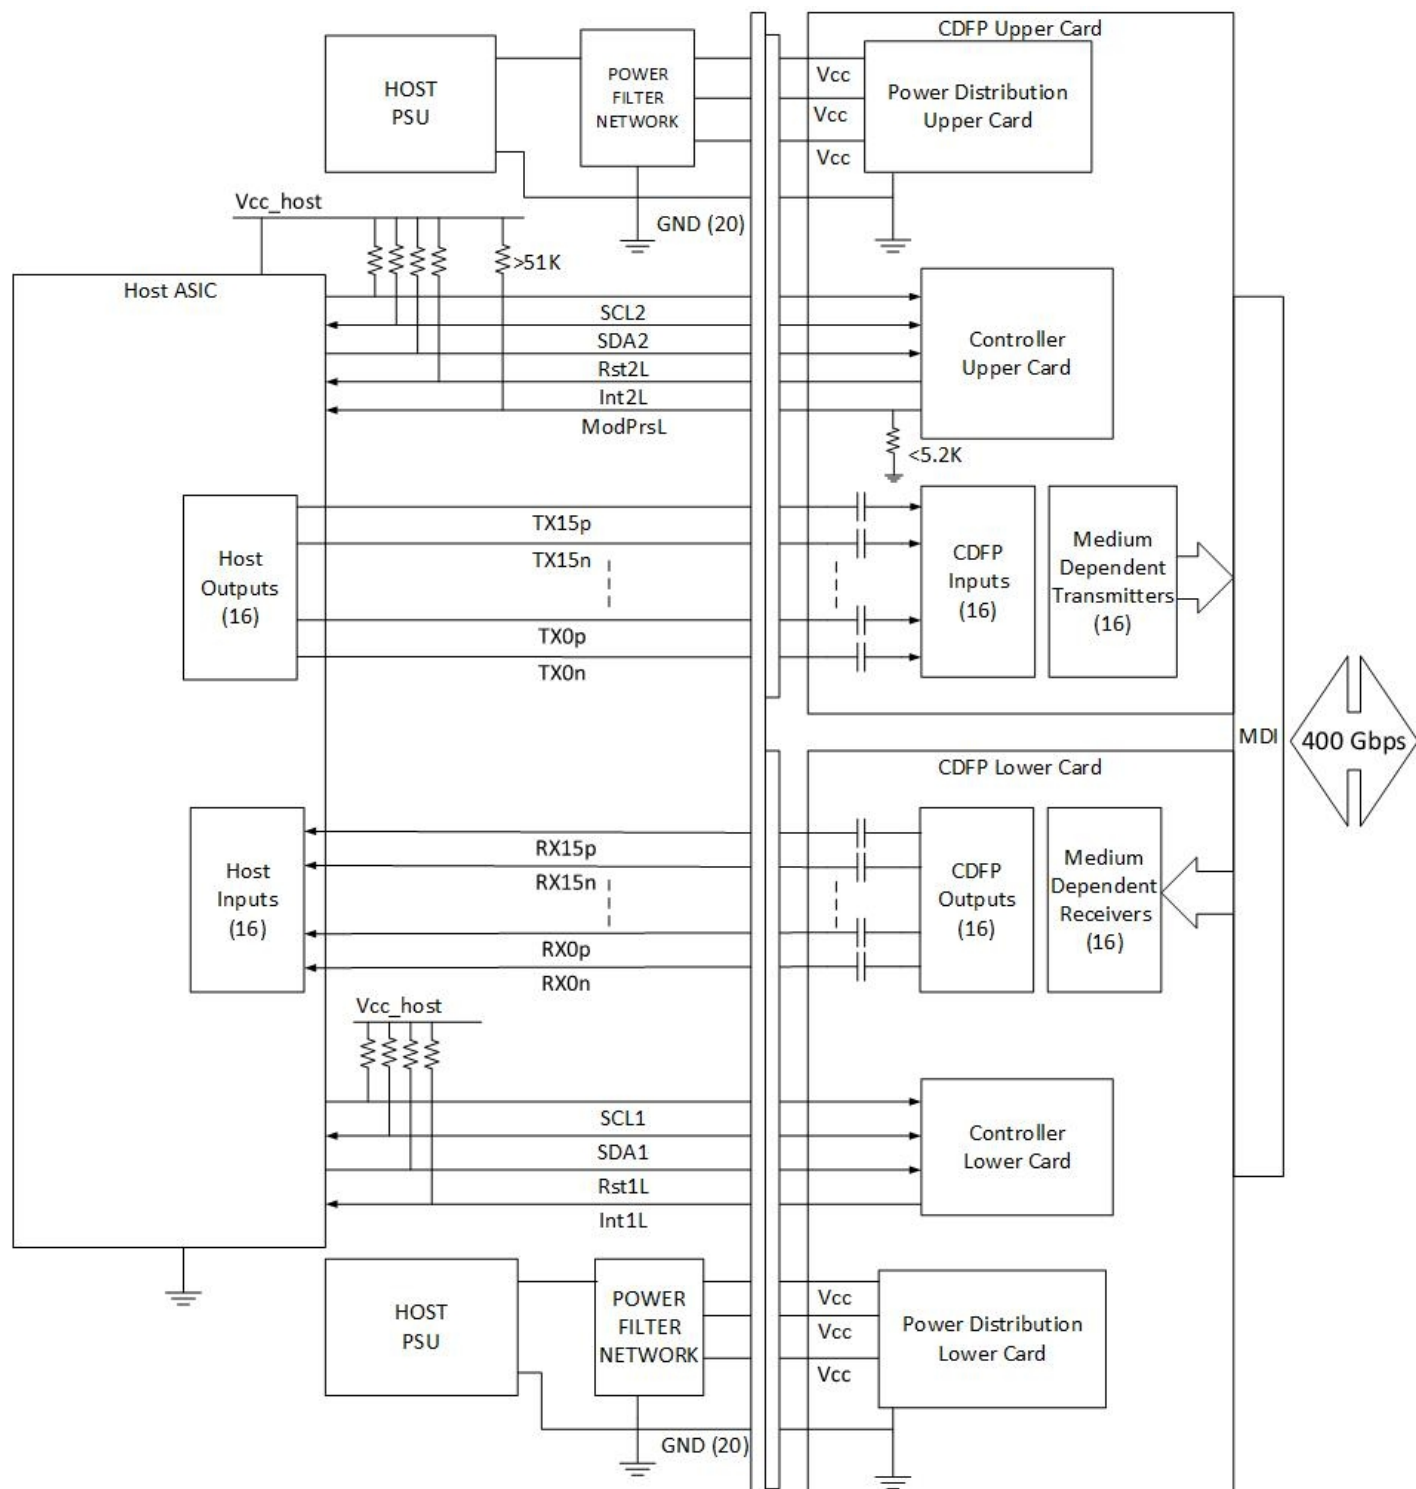 CDFP Upper Card
HOST
PSU
POWER
FILTER
NETWORK
Vcc
Vcc
Vcc
Power Distribution
Upper Card
GND (20)
Vcc_host
>51K
Host ASIC
SCL2
SDA2
Rst2L
Int2L
ModPrsL
Controller
Upper Card
<5.2K
Host
Outputs
(16)
TX15p
TX15n
TX0p
TX0n
CDFP
Inputs
(16)
Medium
Dependent
Transmitters
(16)
MDI
400 Gbps
CDFP Lower Card
Host
Inputs
(16)
RX15p
RX15n
RX0p
RX0n
CDFP
Outputs
(16)
Medium
Dependent
Receivers
(16)
Vcc_host
SCL1
SDA1
Rst1L
Int1L
Controller
Lower Card
HOST
PSU
POWER
FILTER
NETWORK
Vcc
Vcc
Vcc
Power Distribution
Lower Card
GND (20)